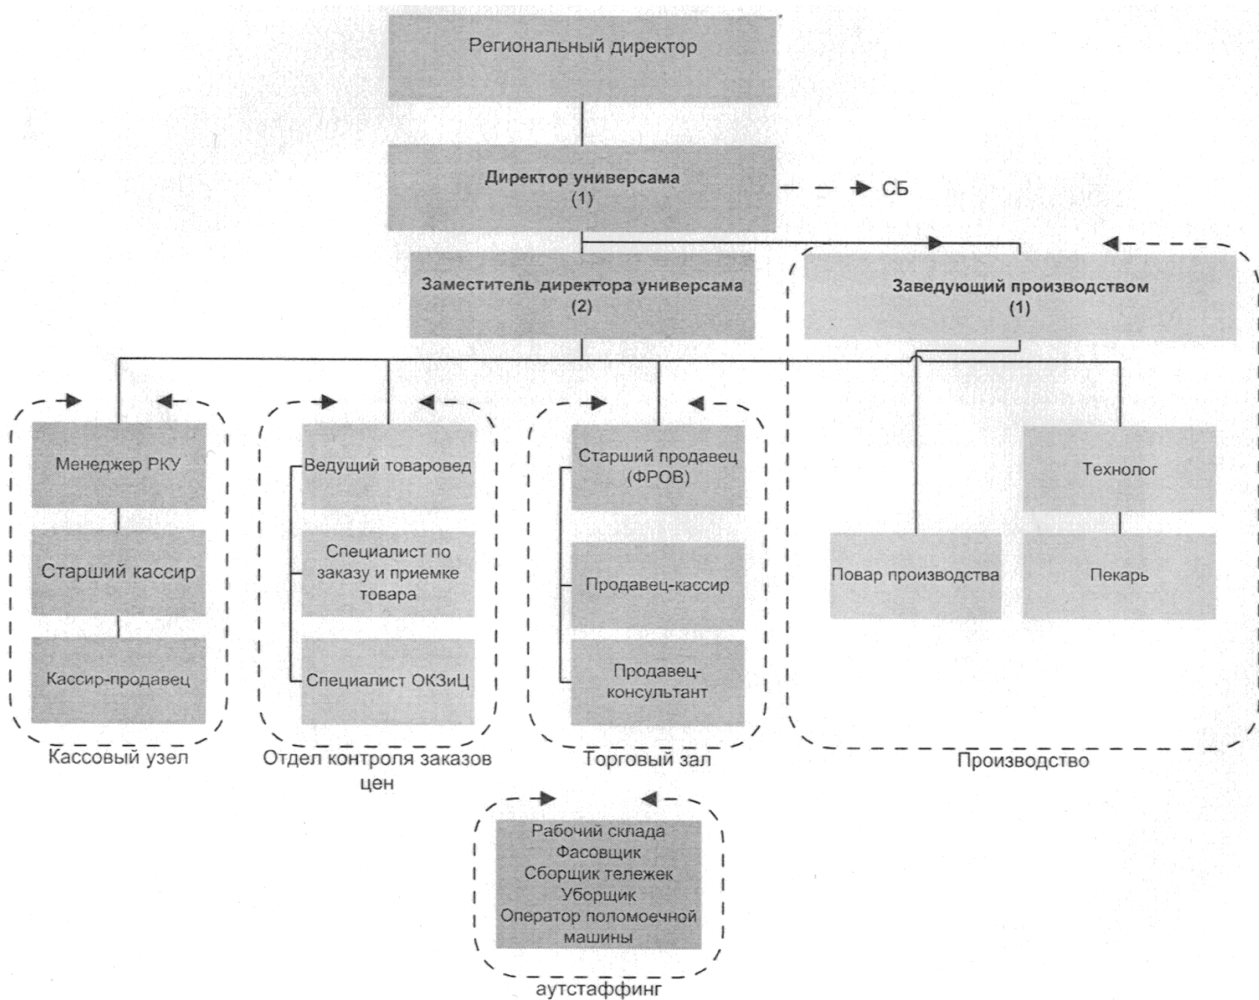 Региональный директор
Директор универсама
(1)
СБ
Заместитель директора универсама
(2)
Заведующий производством
(1)
Менеджер РКУ
Старший кассир
Кассир-продавец
Кассовый узел
Ведущий товаровед
Специалист по
заказу и приемке
товара
Специалист ОКЗиЦ
Отдел контроля заказов
цен
Старший продавец
(ФРОВ)
Продавец-кассир
Продавец-
консультант
Торговый зал
Повар производства
Технолог
Пекарь
Производство
Рабочий склада
Фасовщик
Сборщик тележек
Уборщик
Оператор поломоечной
машины
аутстаффинг